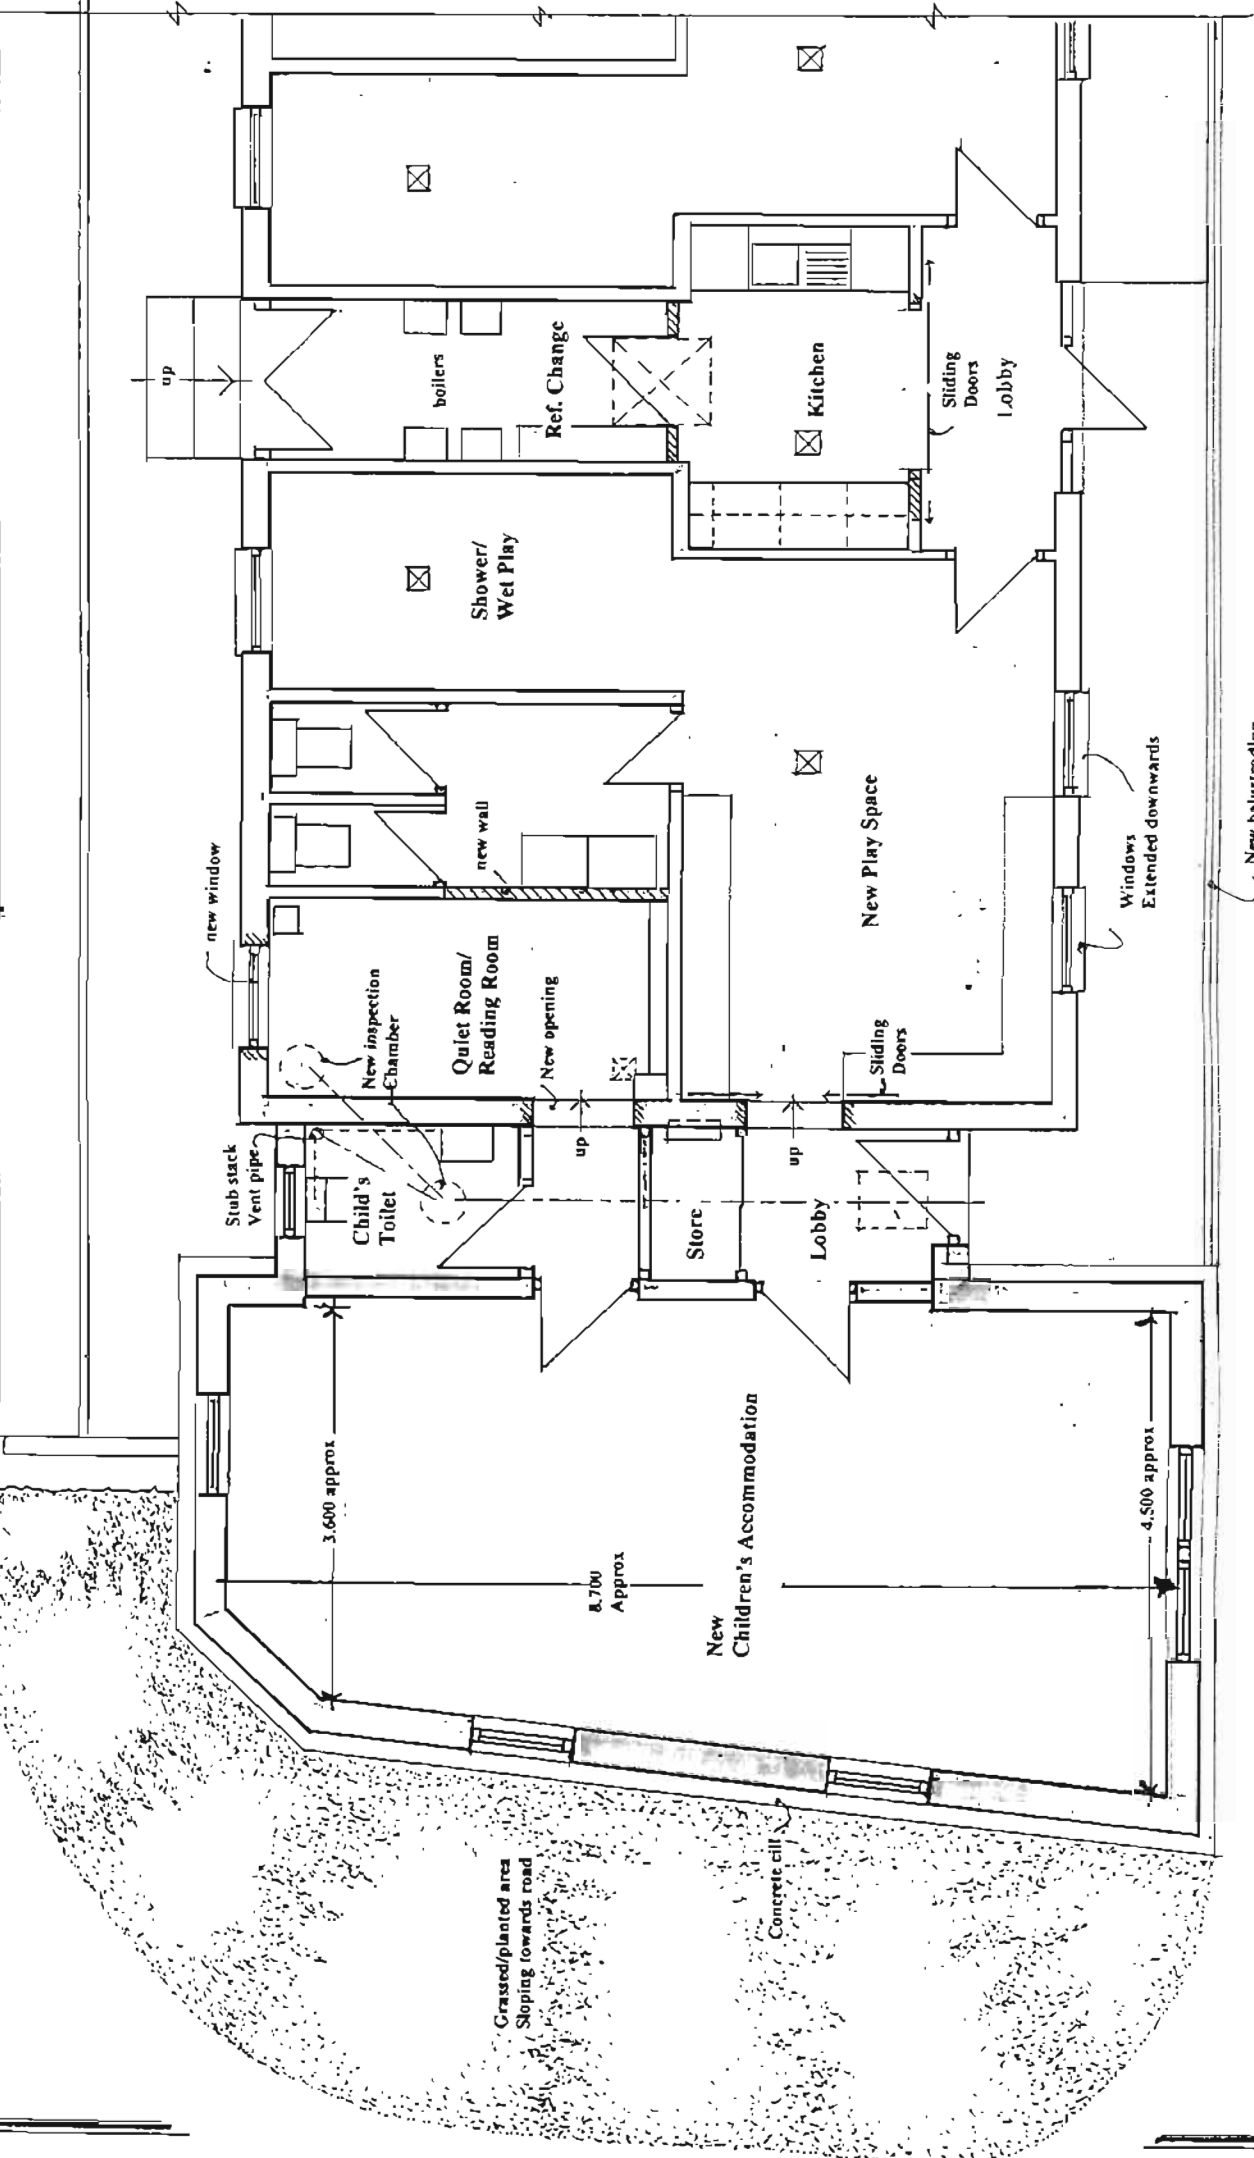 up
boilers
Ref. Change
Kitchen
Sliding
Doors
Lobby
Shower/
Wet Play
new window
new wall
New Play Space
Windows
Extended downwards
New
Quiet Room/
Reading Room
New inspection
Chamber
New opening
Sliding
Doors
Stub stack
Vent pipe
Child's
Toilet
up
Store
up
Lobby
3.600 approx
8.700
Approx
New
Children's Accommodation
4.500 approx
Grassed/planted area
Sloping towards road
Concrete cill